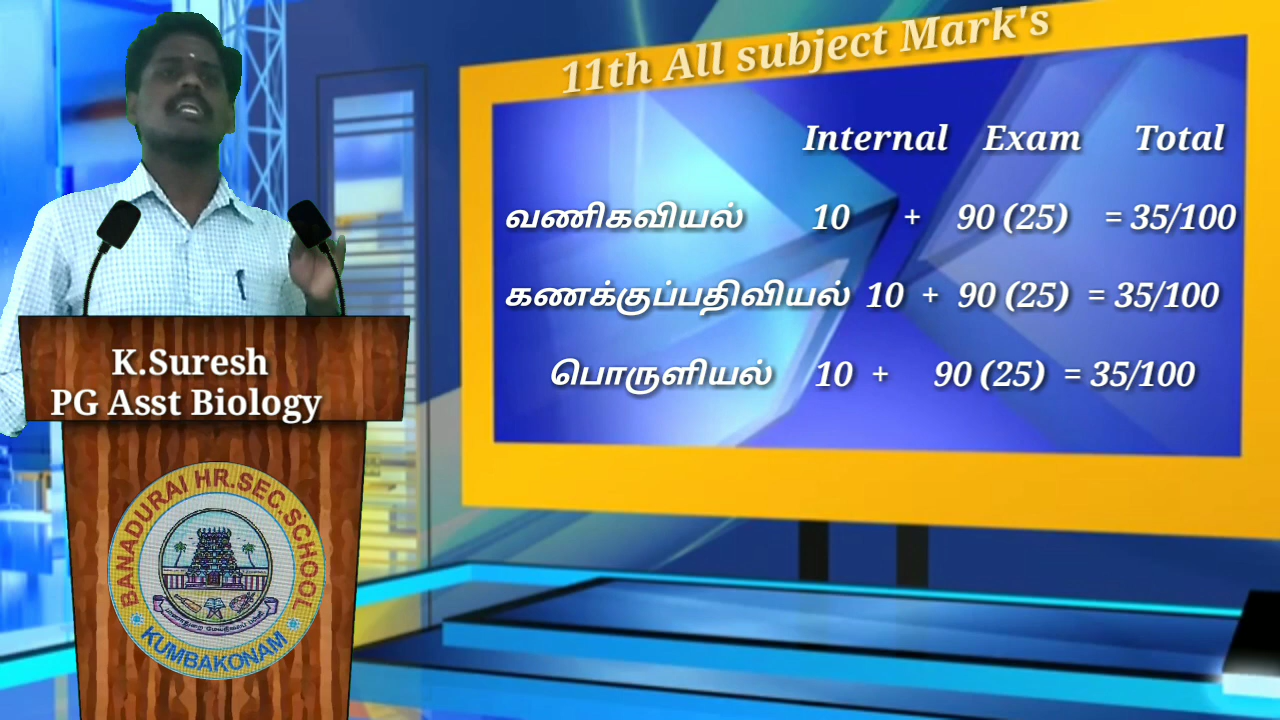 11th All subject Mark's
Internal Exam Total
வணிகவியல் 10 + 90 (25) = 35/100
கணக்குப்பதிவியல் 10 + 90 (25) = 35/100
பொருளியல் 10 + 90 (25) = 35/100
K.Suresh
PG Asst Biology
BANADURAI HR.SEC.SCHOOL
KUMBAKONAM